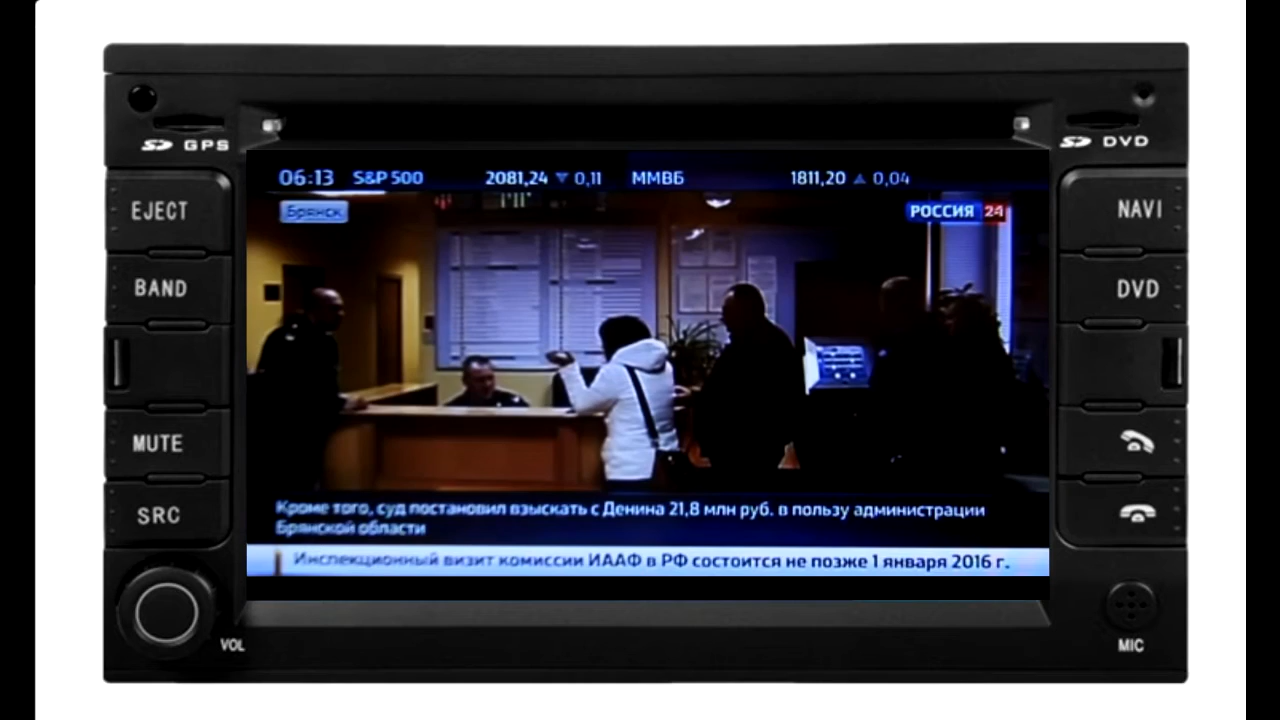 SD GPS
SD DVD
EJECT
BAND
MUTE
SRC
VOL
06:13 S&P 500 2081,24 ▼ 0,11 ММВБ 1811,20 ▲ 0,04
Брянск
РОССИЯ 24
Кроме того, суд постановил взыскать с Денина 21,8 млн руб. в пользу администрации
Брянской области
Инспекционный визит комиссии ИААФ в РФ состоится не позже 1 января 2016 г.
NAVI
DVD
MIC